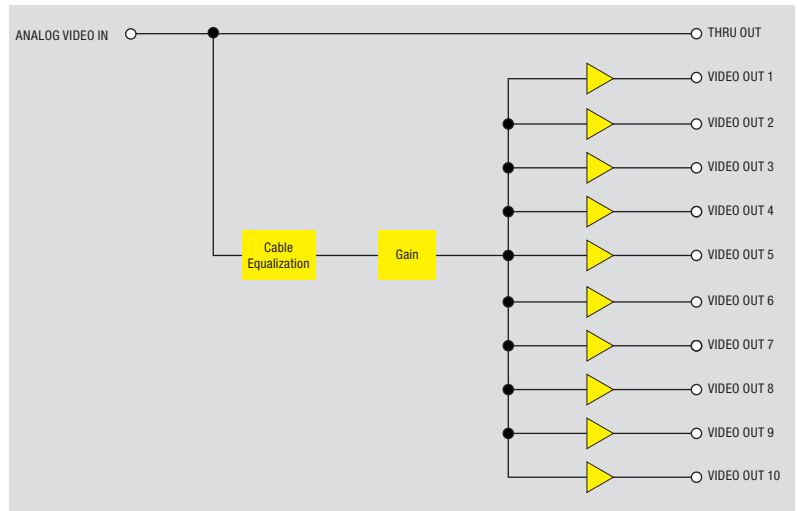 ANALOG VIDEO IN
THRU OUT
VIDEO OUT 1
VIDEO OUT 2
VIDEO OUT 3
VIDEO OUT 4
Cable
Equalization
Gain
VIDEO OUT 5
VIDEO OUT 6
VIDEO OUT 7
VIDEO OUT 8
VIDEO OUT 9
VIDEO OUT 10